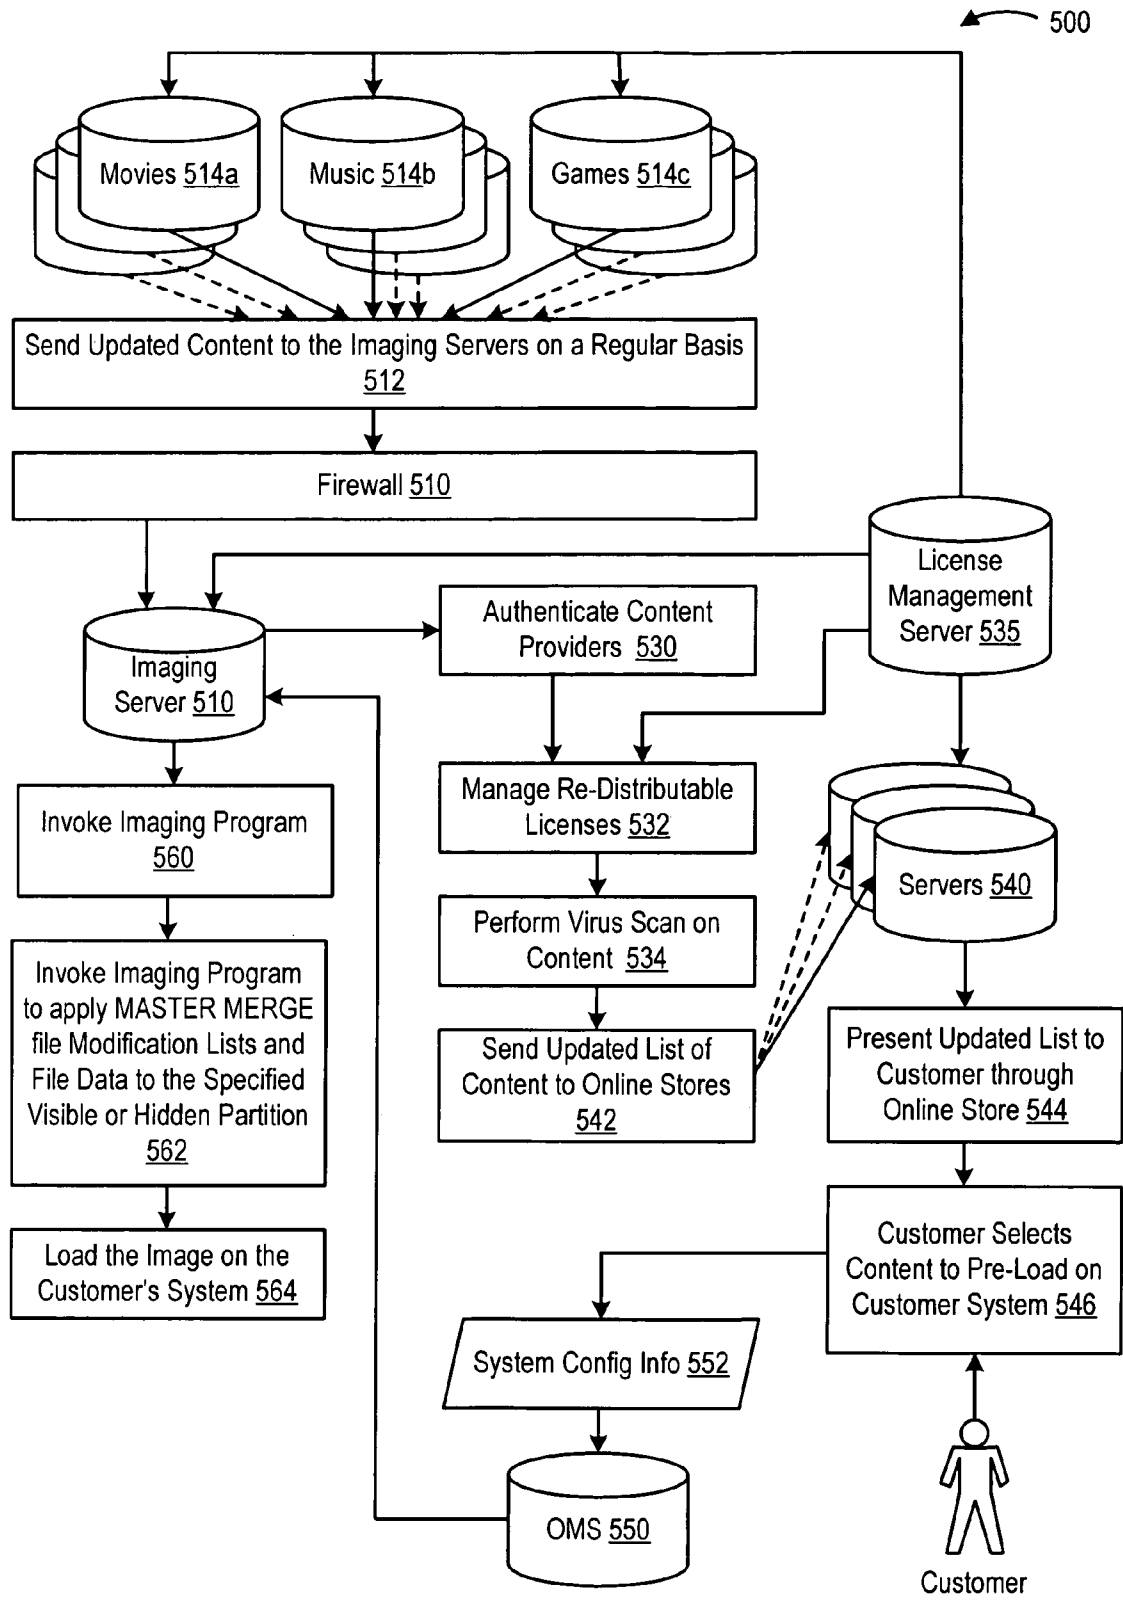 500
Movies 514a
Music 514b
Games 514c
Send Updated Content to the Imaging Servers on a Regular Basis
512
Firewall 510
License
Management
Server 535
Authenticate Content
Providers 530
Imaging
Server 510
Manage Re-Distributable
Licenses 532
Invoke Imaging Program
560
Servers 540
Perform Virus Scan on
Content 534
Invoke Imaging Program
to apply MASTER MERGE
file Modification Lists and
File Data to the Specified
Visible or Hidden Partition
562
Send Updated List of
Content to Online Stores
542
Present Updated List to
Customer through
Online Store 544
Load the Image on the
Customer's System 564
Customer Selects
Content to Pre-Load on
Customer System 546
System Config Info 552
OMS 550
Customer